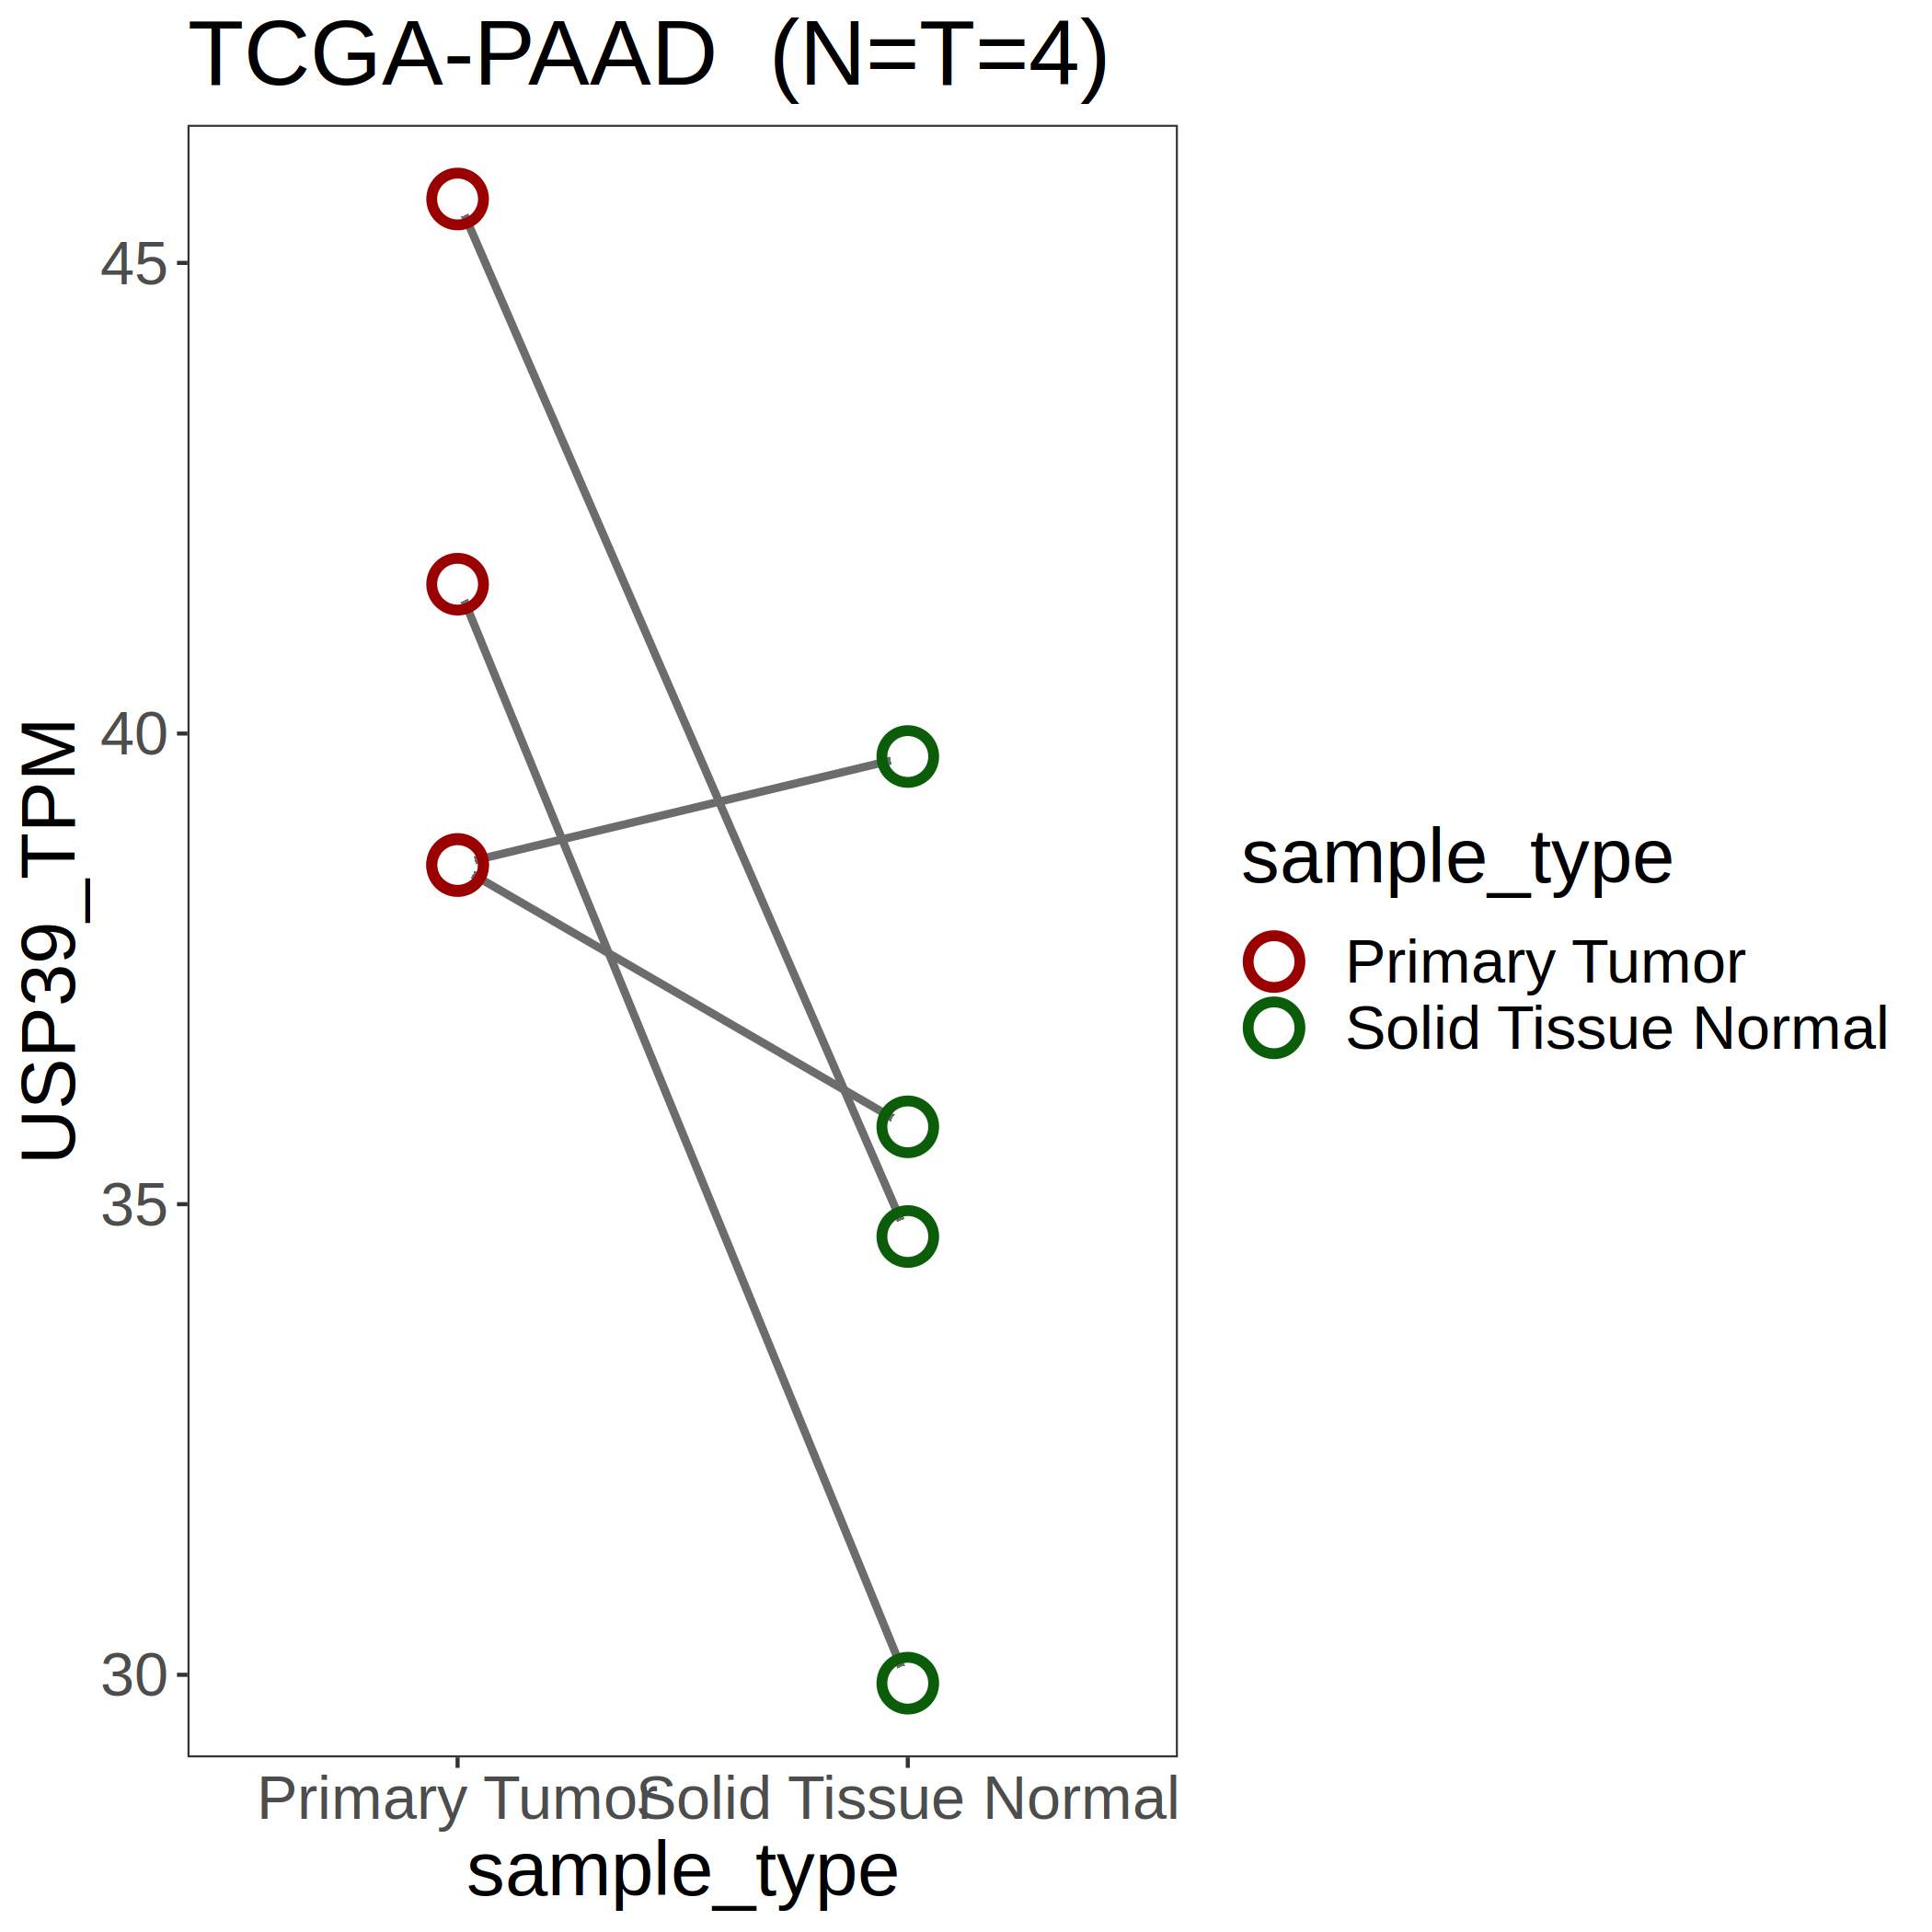 TCGA-PAAD  (N=T=4)
USP39_TPM
45
40
35
30
Primary Tumor
Solid Tissue Normal
sample_type
sample_type
Primary Tumor
Solid Tissue Normal